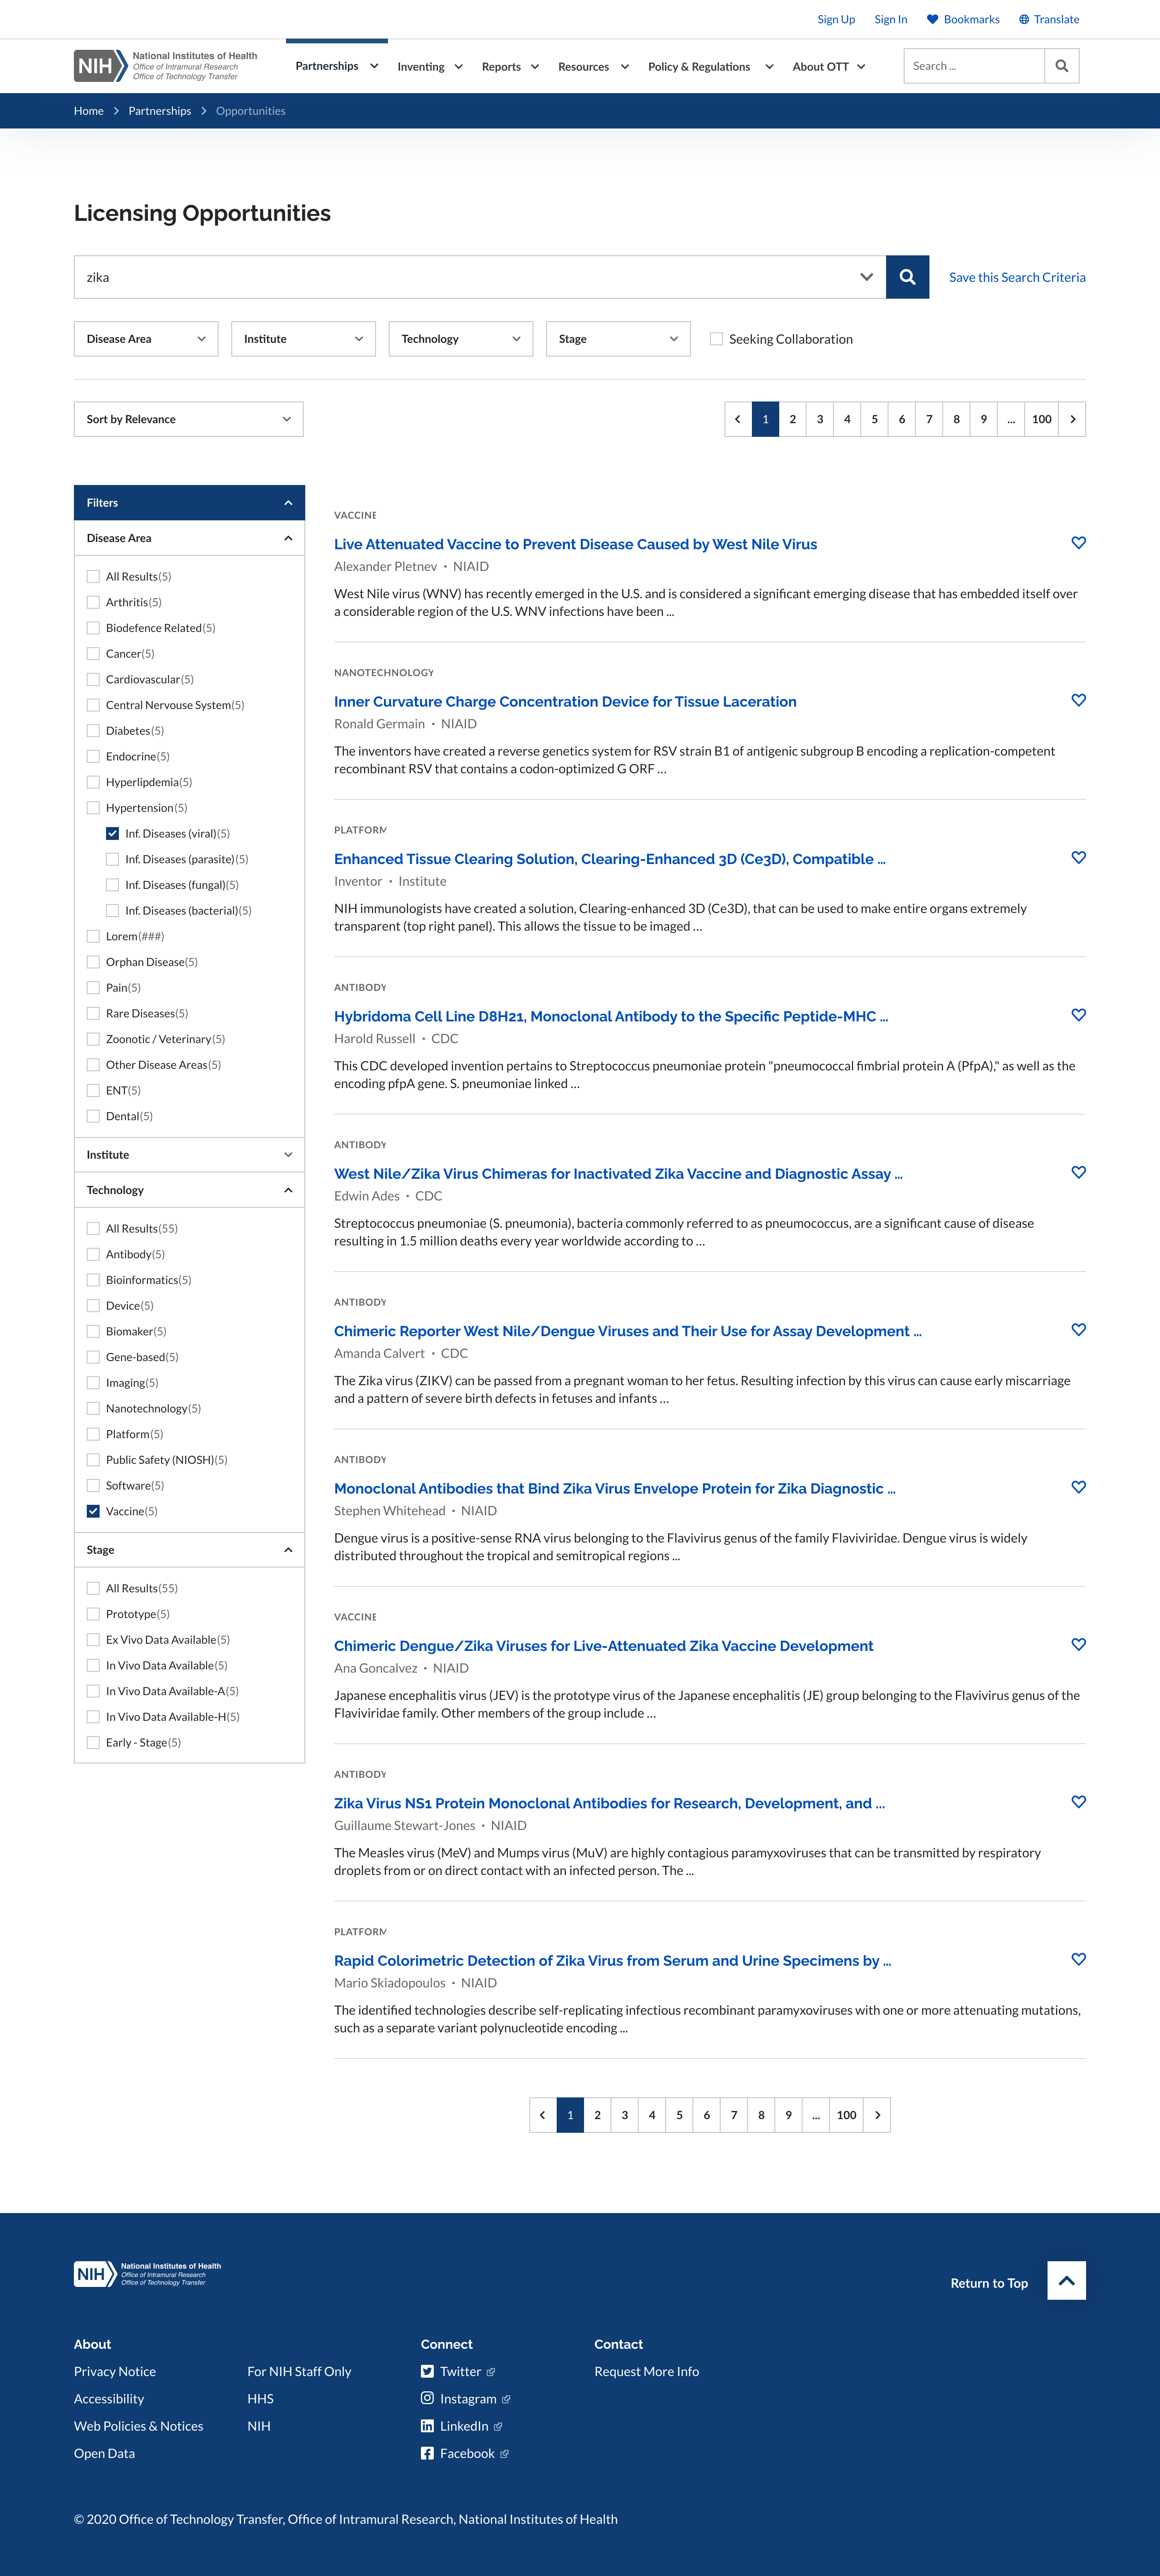 Sign Up Sign In Bookmarks Translate
NIH National Institutes of Health
Office of Intramural Research
Office of Technology Transfer
Partnerships Inventing Reports Resources Policy & Regulations About OTT Search ...
Home Partnerships Opportunities
Licensing Opportunities
zika
Save this Search Criteria
Disease Area Institute Technology Stage Seeking Collaboration
Sort by Relevance
1 2 3 4 5 6 7 8 9 ... 100
Filters
Disease Area
All Results(5)
Arthritis(5)
Biodefence Related(5)
Cancer(5)
Cardiovascular(5)
Central Nervouse System(5)
Diabetes(5)
Endocrine(5)
Hyperlipdemia(5)
Hypertension(5)
Inf. Diseases (viral)(5)
Inf. Diseases (parasite)(5)
Inf. Diseases (fungal)(5)
Inf. Diseases (bacterial)(5)
Lorem(###)
Orphan Disease(5)
Pain(5)
Rare Diseases(5)
Zoonotic / Veterinary(5)
Other Disease Areas(5)
ENT(5)
Dental(5)
Institute
Technology
All Results(55)
Antibody(5)
Bioinformatics(5)
Device(5)
Biomaker(5)
Gene-based(5)
Imaging(5)
Nanotechnology(5)
Platform(5)
Public Safety (NIOSH)(5)
Software(5)
Vaccine(5)
Stage
All Results(55)
Prototype(5)
Ex Vivo Data Available(5)
In Vivo Data Available(5)
In Vivo Data Available-A(5)
In Vivo Data Available-H(5)
Early - Stage(5)
VACCINE
Live Attenuated Vaccine to Prevent Disease Caused by West Nile Virus
Alexander Pletnev · NIAID
West Nile virus (WNV) has recently emerged in the U.S. and is considered a significant emerging disease that has embedded itself over
a considerable region of the U.S. WNV infections have been ...
NANOTECHNOLOGY
Inner Curvature Charge Concentration Device for Tissue Laceration
Ronald Germain · NIAID
The inventors have created a reverse genetics system for RSV strain B1 of antigenic subgroup B encoding a replication-competent
recombinant RSV that contains a codon-optimized G ORF ...
PLATFORM
Enhanced Tissue Clearing Solution, Clearing-Enhanced 3D (Ce3D), Compatible ...
Inventor · Institute
NIH immunologists have created a solution, Clearing-enhanced 3D (Ce3D), that can be used to make entire organs extremely
transparent (top right panel). This allows the tissue to be imaged ...
ANTIBODY
Hybridoma Cell Line D8H21, Monoclonal Antibody to the Specific Peptide-MHC ...
Harold Russell · CDC
This CDC developed invention pertains to Streptococcus pneumoniae protein "pneumococcal fimbrial protein A (PfpA)," as well as the
encoding pfpA gene. S. pneumoniae linked ...
ANTIBODY
West Nile/Zika Virus Chimeras for Inactivated Zika Vaccine and Diagnostic Assay ...
Edwin Ades · CDC
Streptococcus pneumoniae (S. pneumonia), bacteria commonly referred to as pneumococcus, are a significant cause of disease
resulting in 1.5 million deaths every year worldwide according to ...
ANTIBODY
Chimeric Reporter West Nile/Dengue Viruses and Their Use for Assay Development ...
Amanda Calvert · CDC
The Zika virus (ZIKV) can be passed from a pregnant woman to her fetus. Resulting infection by this virus can cause early miscarriage
and a pattern of severe birth defects in fetuses and infants ...
ANTIBODY
Monoclonal Antibodies that Bind Zika Virus Envelope Protein for Zika Diagnostic ...
Stephen Whitehead · NIAID
Dengue virus is a positive-sense RNA virus belonging to the Flavivirus genus of the family Flaviviridae. Dengue virus is widely
distributed throughout the tropical and semitropical regions ...
VACCINE
Chimeric Dengue/Zika Viruses for Live-Attenuated Zika Vaccine Development
Ana Goncalvez · NIAID
Japanese encephalitis virus (JEV) is the prototype virus of the Japanese encephalitis (JE) group belonging to the Flavivirus genus of the
Flaviviridae family. Other members of the group include ...
ANTIBODY
Zika Virus NS1 Protein Monoclonal Antibodies for Research, Development, and ...
Guillaume Stewart-Jones · NIAID
The Measles virus (MeV) and Mumps virus (MuV) are highly contagious paramyxoviruses that can be transmitted by respiratory
droplets from or on direct contact with an infected person. The ...
PLATFORM
Rapid Colorimetric Detection of Zika Virus from Serum and Urine Specimens by ...
Mario Skiadopoulos · NIAID
The identified technologies describe self-replicating infectious recombinant paramyxoviruses with one or more attenuating mutations,
such as a separate variant polynucleotide encoding ...
1 2 3 4 5 6 7 8 9 ... 100
NIH National Institutes of Health
Office of Intramural Research
Office of Technology Transfer
Return to Top
About
Privacy Notice
Accessibility
Web Policies & Notices
Open Data
For NIH Staff Only
HHS
NIH
Connect
Twitter
Instagram
LinkedIn
Facebook
Contact
Request More Info
© 2020 Office of Technology Transfer, Office of Intramural Research, National Institutes of Health